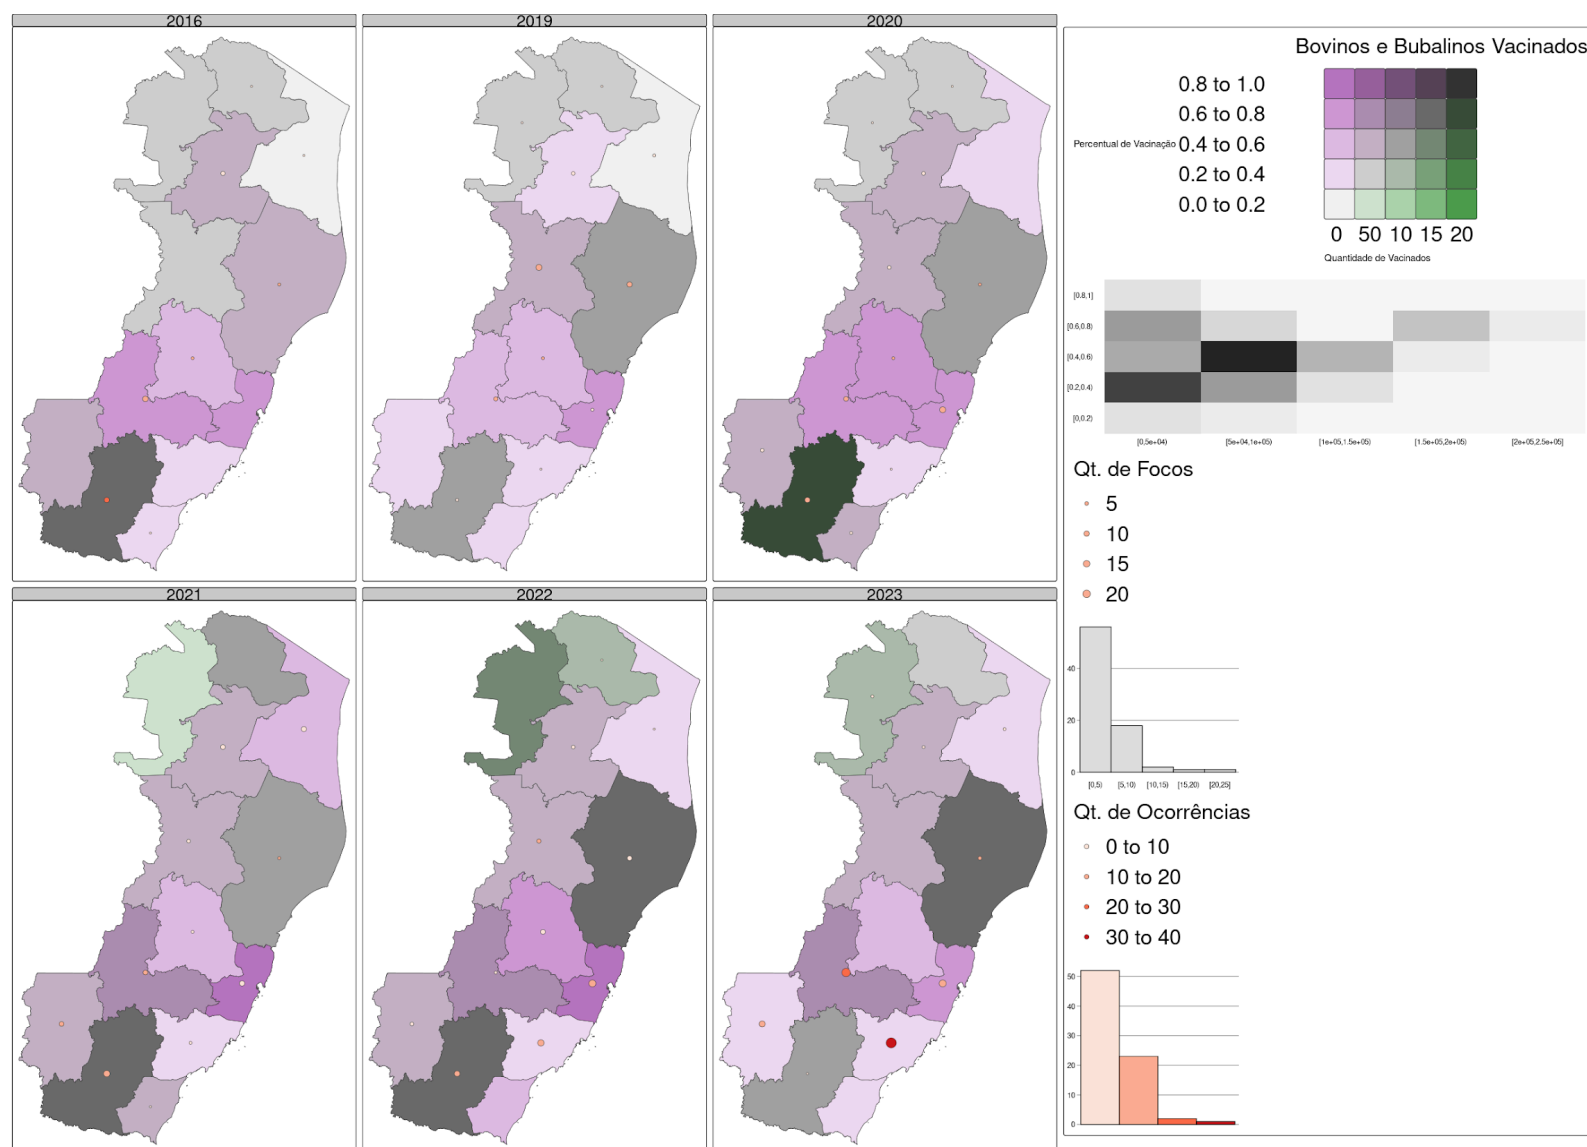 2016
2019
2020
2021
2022
2023
Bovinos e Bubalinos Vacinados
0.8 to 1.0
0.6 to 0.8
Percentual de Vacinação 0.4 to 0.6
0.2 to 0.4
0.0 to 0.2
0 50 10 15 20
Quantidade de Vacinados
[0.8,1]
[0.6,0.8)
[0.4,0.6)
[0.2,0.4)
[0,0.2)
[0,5e+04) [5e+04,1e+05) [1e+05,1.5e+05) [1.5e+05,2e+05) [2e+05,2.5e+05]
Qt. de Focos
5
10
15
20
40
20
0
[0,5) [5,10) [10,15) [15,20) [20,25]
Qt. de Ocorrências
0 to 10
10 to 20
20 to 30
30 to 40
50
40
30
20
10
0